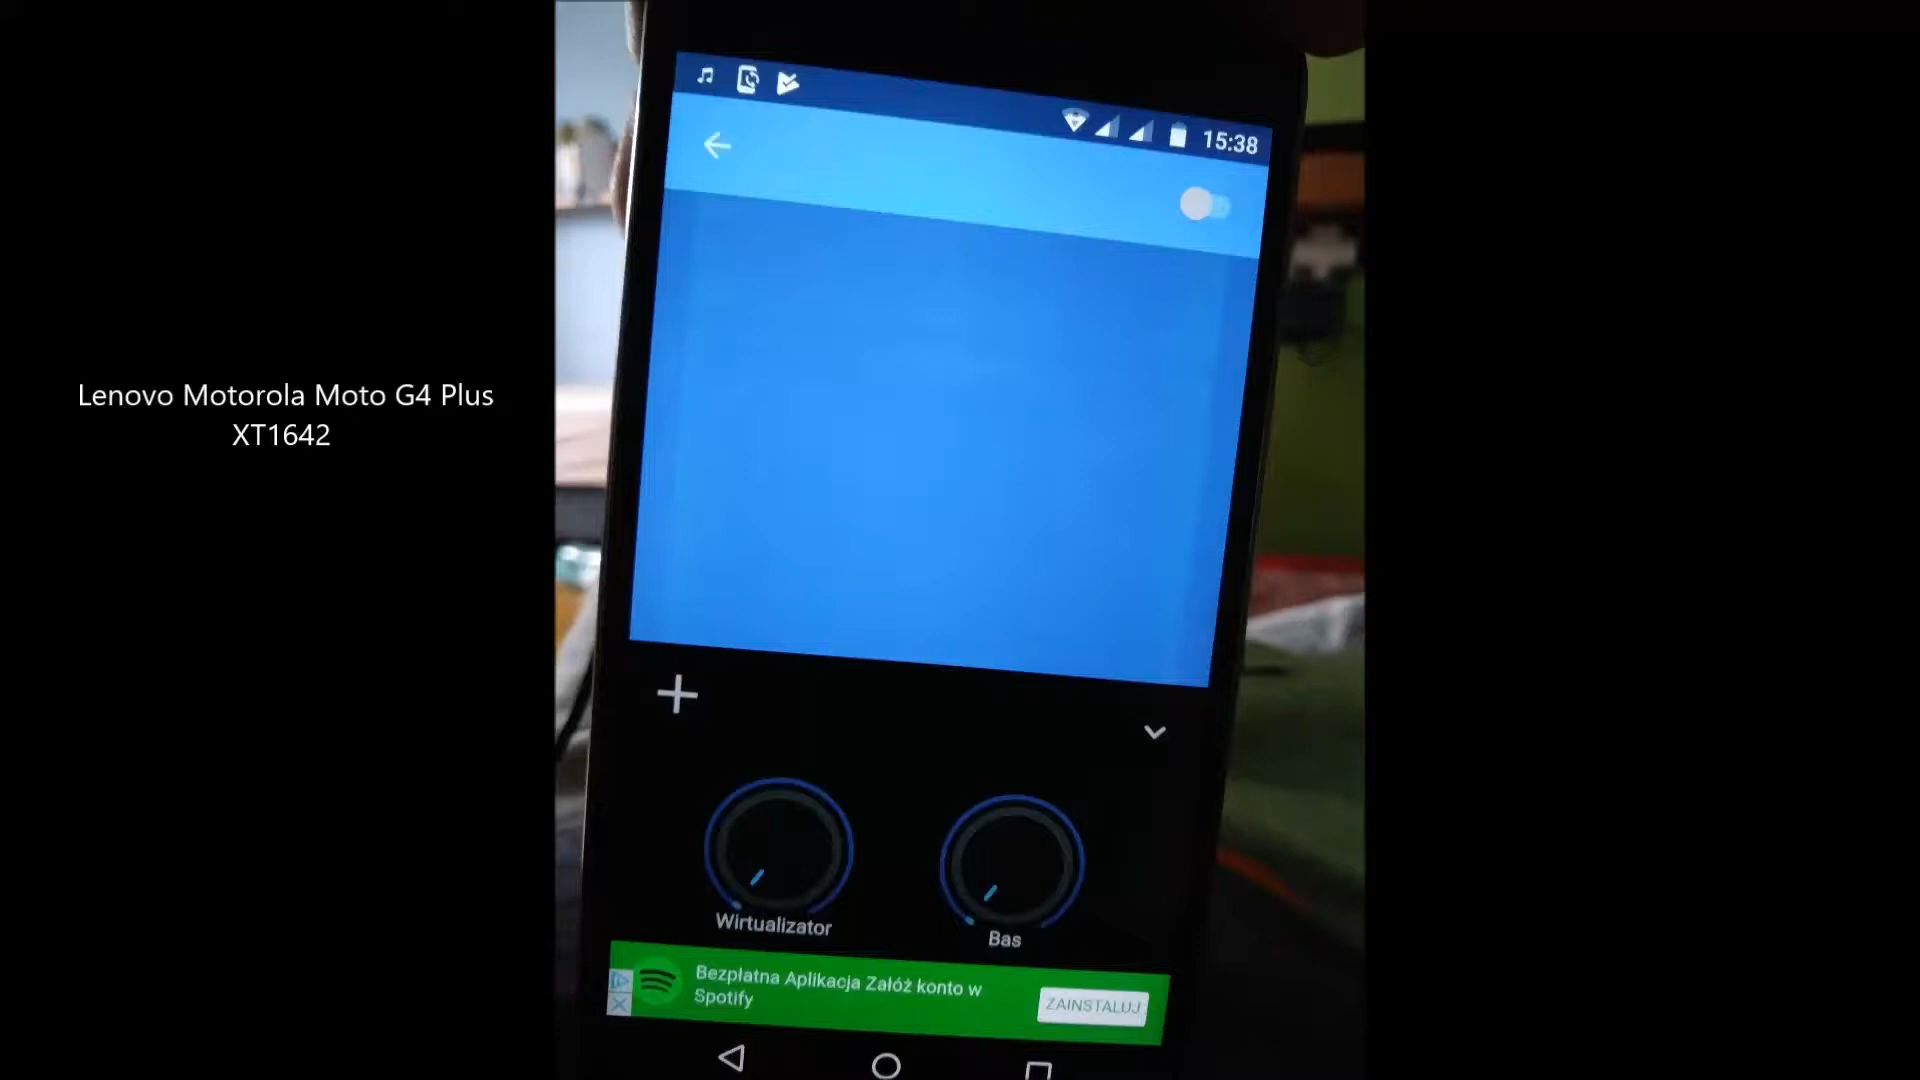 15:38
Lenovo Motorola Moto G4 Plus
XT1642
Wirtualizator
Bas
Bezpłatna Aplikacja Załóż konto w
Spotify
ZAINSTALUJ